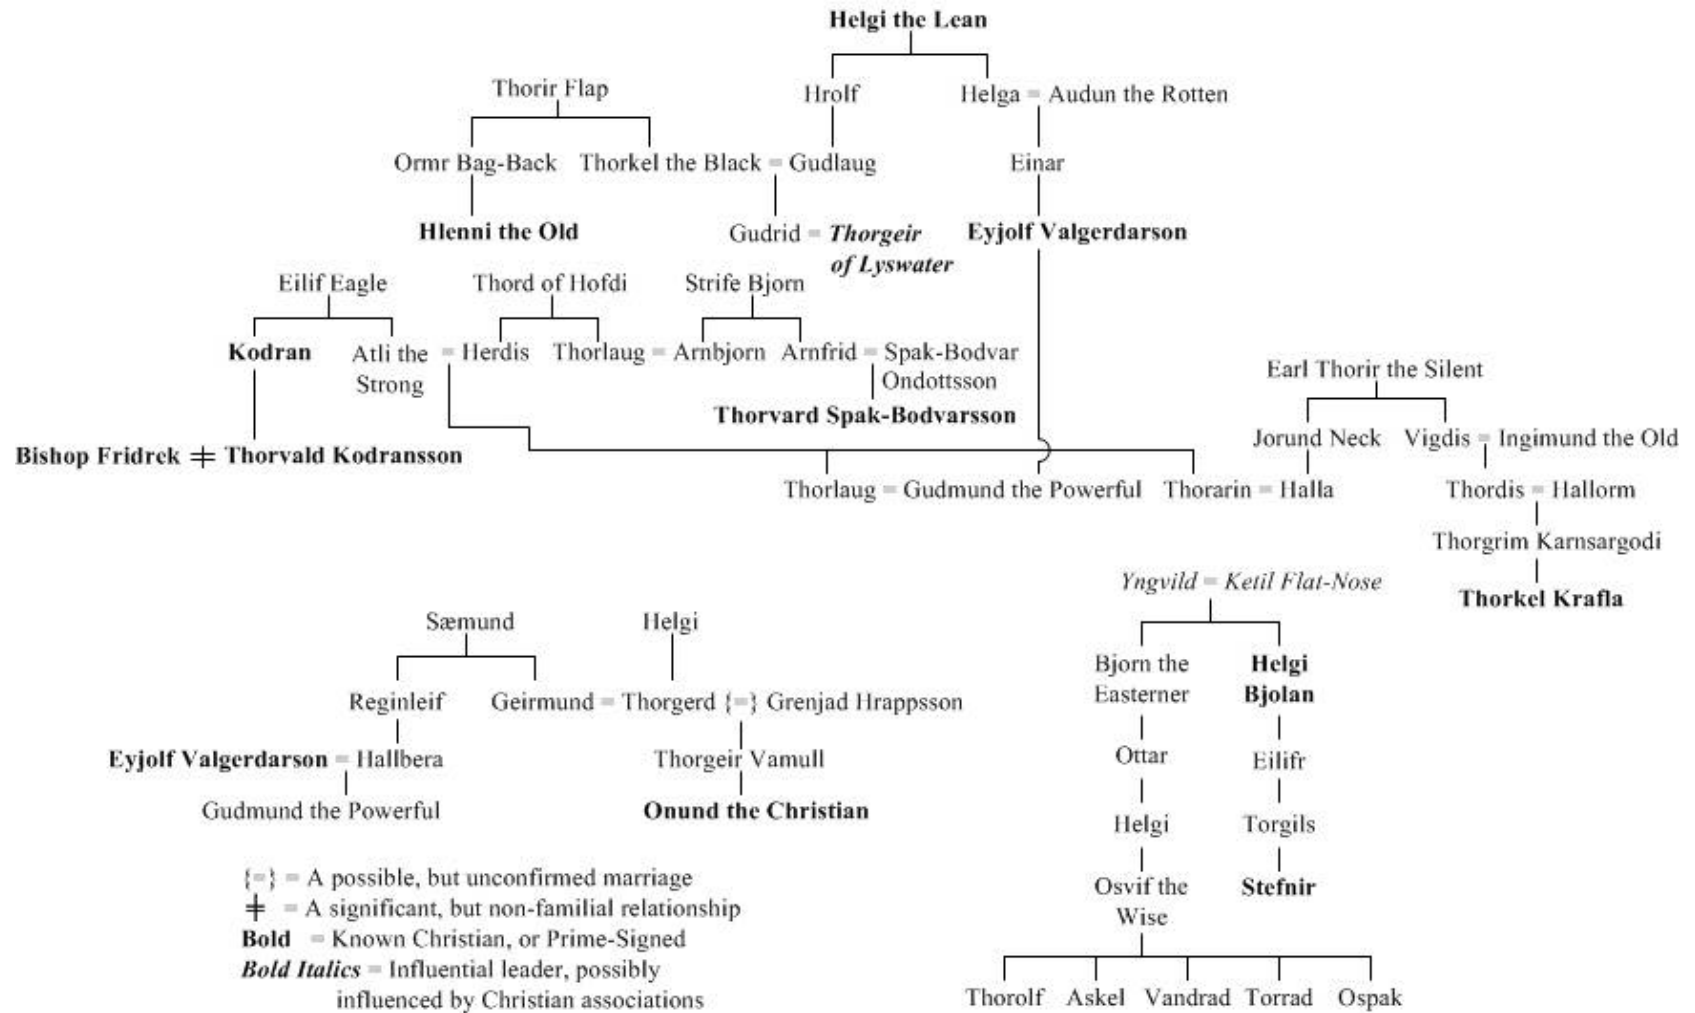 Helgi the Lean
Thorir Flap
Hrolf
Helga = Audun the Rotten
Ormr Bag-Back
Thorkel the Black = Gudlaug
Einar
Hlenni the Old
Gudrid = Thorgeir
of Lyswater
Eyjolf Valgerdarson
Eilif Eagle
Thord of Hofdi
Strife Bjorn
Kodran
Atli the
Strong
= Herdis
Thorlaug = Arnbjorn
Arnfrid = Spak-Bodvar
Ondottsson
Thorvard Spak-Bodvarsson
Earl Thorir the Silent
Jorund Neck
Vigdis = Ingimund the Old
Bishop Fridrek ǂ Thorvald Kodransson
Thorlaug = Gudmund the Powerful
Thorarin = Halla
Thordis = Hallorm
Thorgrim Karnsargodi
Thorkel Krafla
Yngvild = Ketil Flat-Nose
Sæmund
Helgi
Bjorn the
Easterner
Helgi
Bjolan
Reginleif
Geirmund = Thorgerd {=} Grenjad Hrappsson
Ottar
Eilifr
Eyjolf Valgerdarson = Hallbera
Thorgeir Vamull
Gudmund the Powerful
Onund the Christian
Helgi
Torgils
Osvif the
Wise
Stefnir
{=} = A possible, but unconfirmed marriage
ǂ = A significant, but non-familial relationship
Bold = Known Christian, or Prime-Signed
Bold Italics = Influential leader, possibly
influenced by Christian associations
Thorolf Askel Vandrad Torrad Ospak